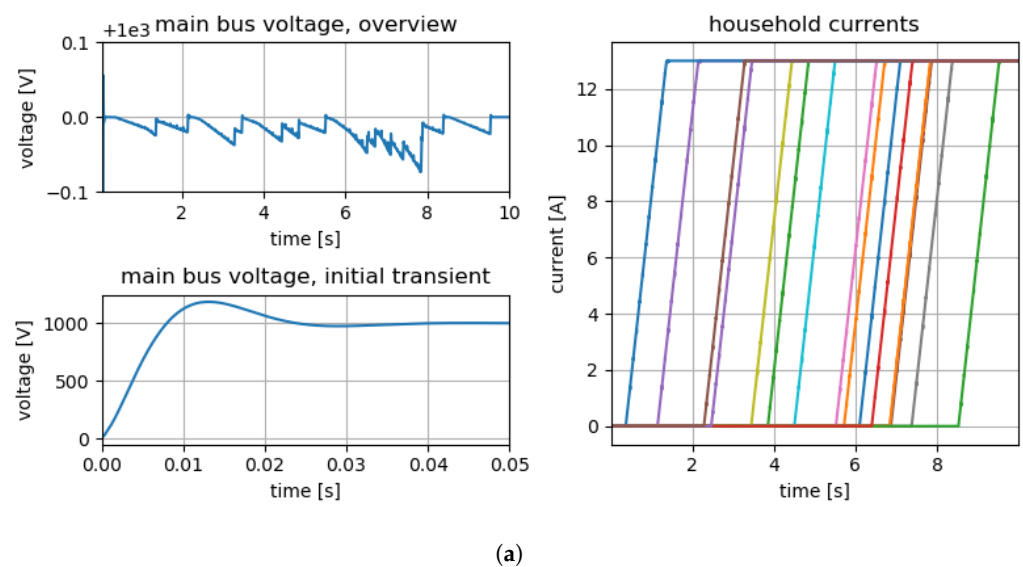 main bus voltage, overview
+1e3
0.1
0.0
−0.1
voltage [V]
2 4 6 8 10
time [s]
main bus voltage, initial transient
1000
500
0
voltage [V]
0.00 0.01 0.02 0.03 0.04 0.05
time [s]
household currents
12
10
8
6
4
2
0
current [A]
2 4 6 8
time [s]
(a)